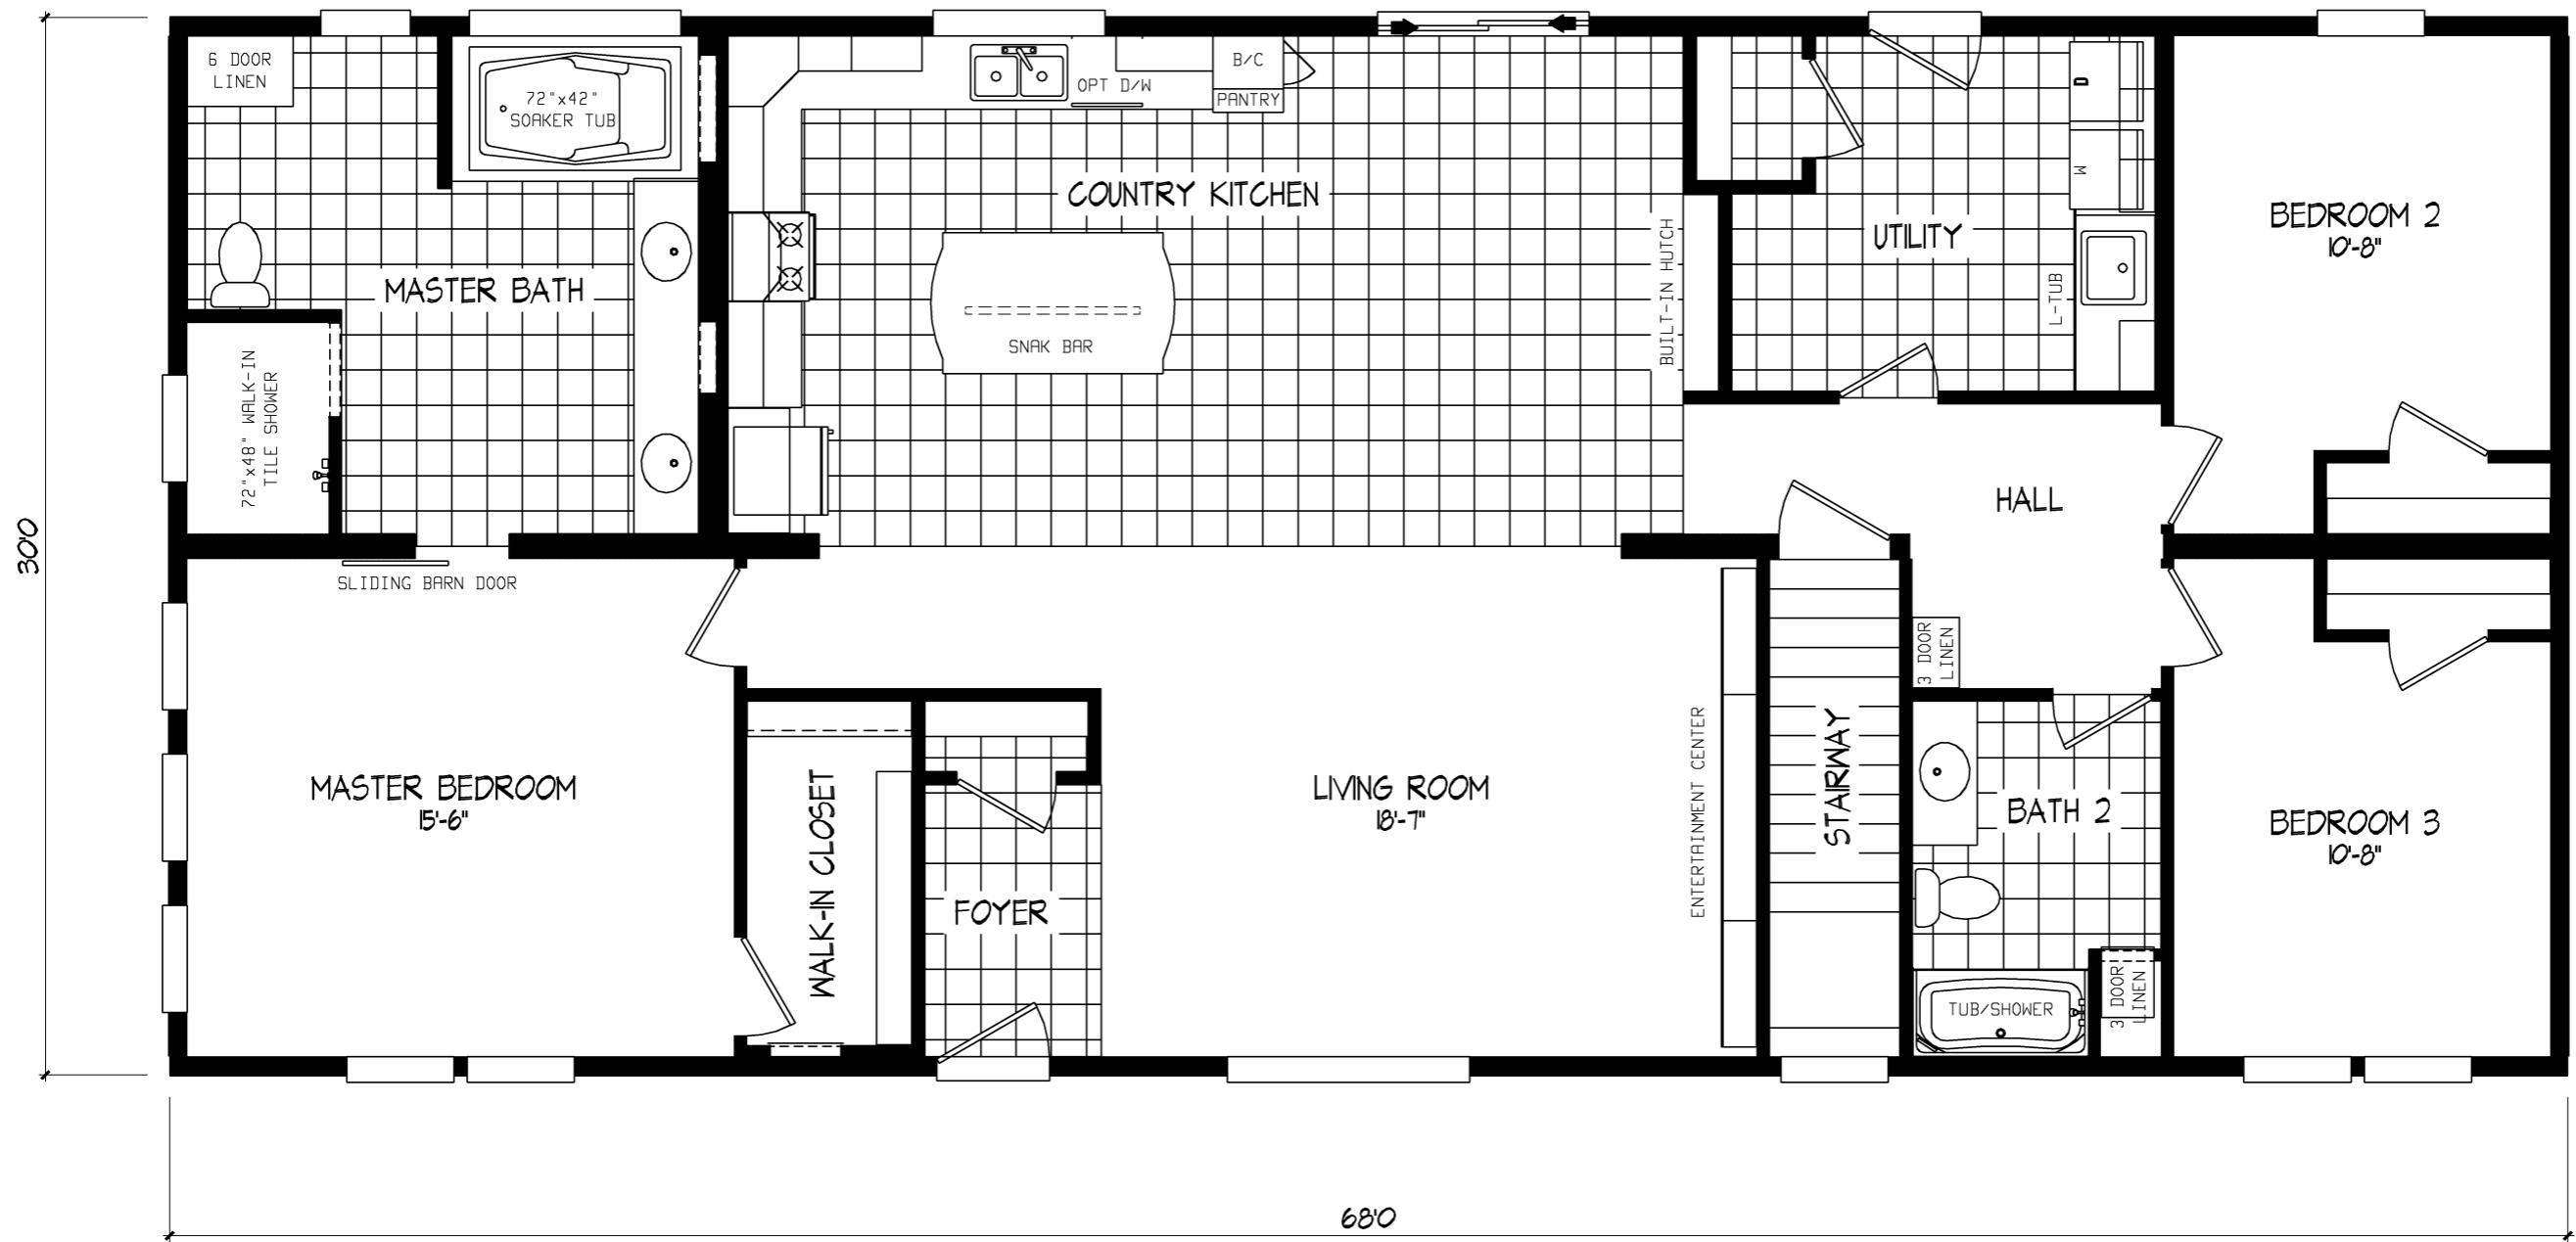 6 DOOR
LINEN
72"x42"
SOAKER TUB
MASTER BATH
72"x48" WALK-IN
TILE SHOWER
SLIDING BARN DOOR
OPT D/W
B/C
PANTRY
COUNTRY KITCHEN
SNAK BAR
BUILT-IN HUTCH
D
W
UTILITY
L-TUB
BEDROOM 2
10'-8"
HALL
30'0
MASTER BEDROOM
15'-6"
WALK-IN CLOSET
FOYER
LIVING ROOM
18'-7"
ENTERTAINMENT CENTER
STAIRWAY
3 DOOR
LINEN
BATH 2
TUB/SHOWER
3 DOOR
LINEN
BEDROOM 3
10'-8"
68'0